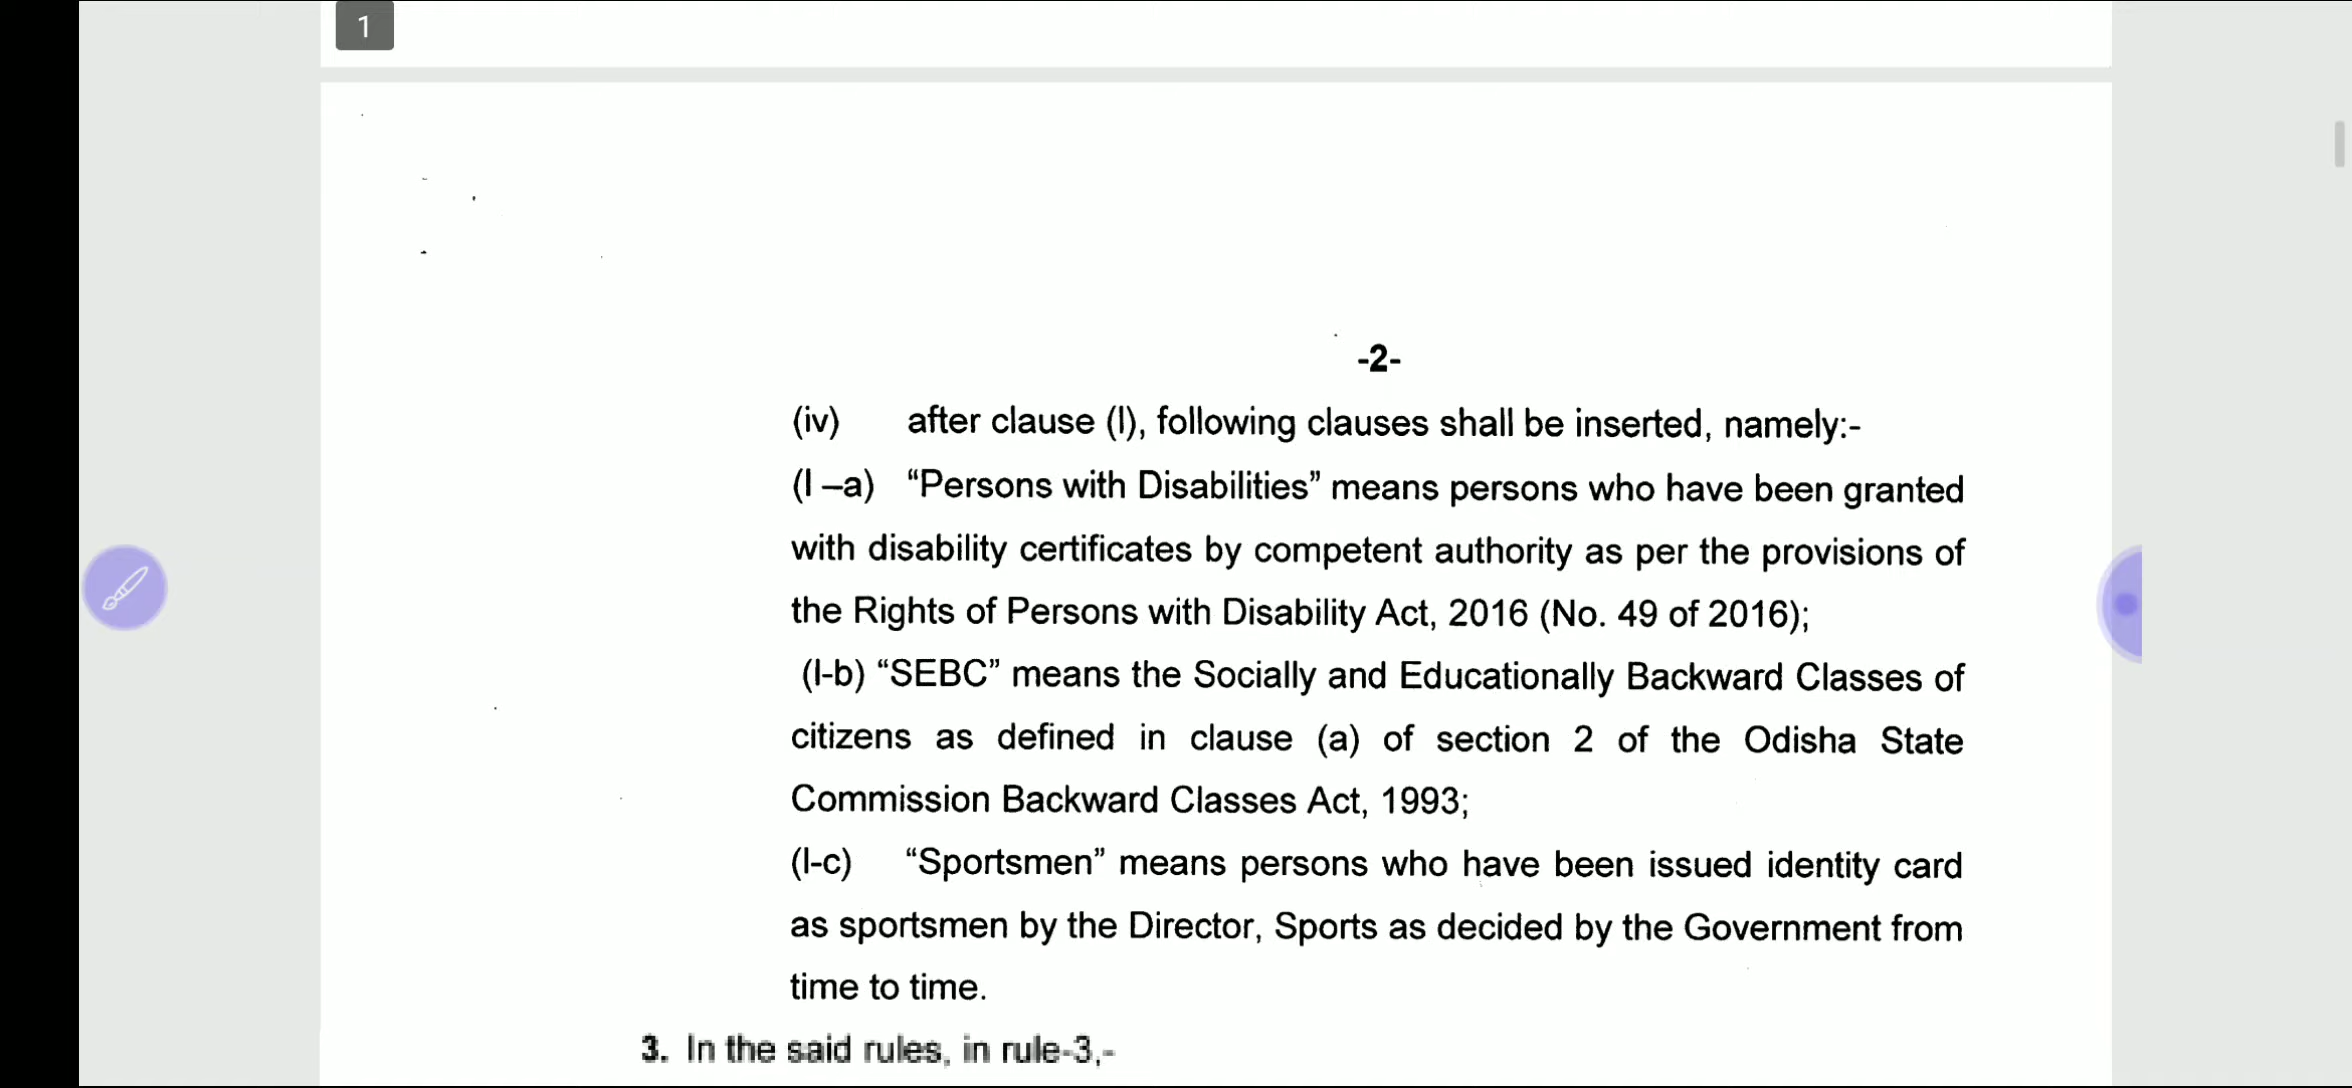 1
-2-
(iv) after clause (l), following clauses shall be inserted, namely:-
(l –a) “Persons with Disabilities” means persons who have been granted
with disability certificates by competent authority as per the provisions of
the Rights of Persons with Disability Act, 2016 (No. 49 of 2016);
(l-b) “SEBC” means the Socially and Educationally Backward Classes of
citizens as defined in clause (a) of section 2 of the Odisha State
Commission Backward Classes Act, 1993;
(l-c) “Sportsmen” means persons who have been issued identity card
as sportsmen by the Director, Sports as decided by the Government from
time to time.
3. In the said rules, in rule-3,-